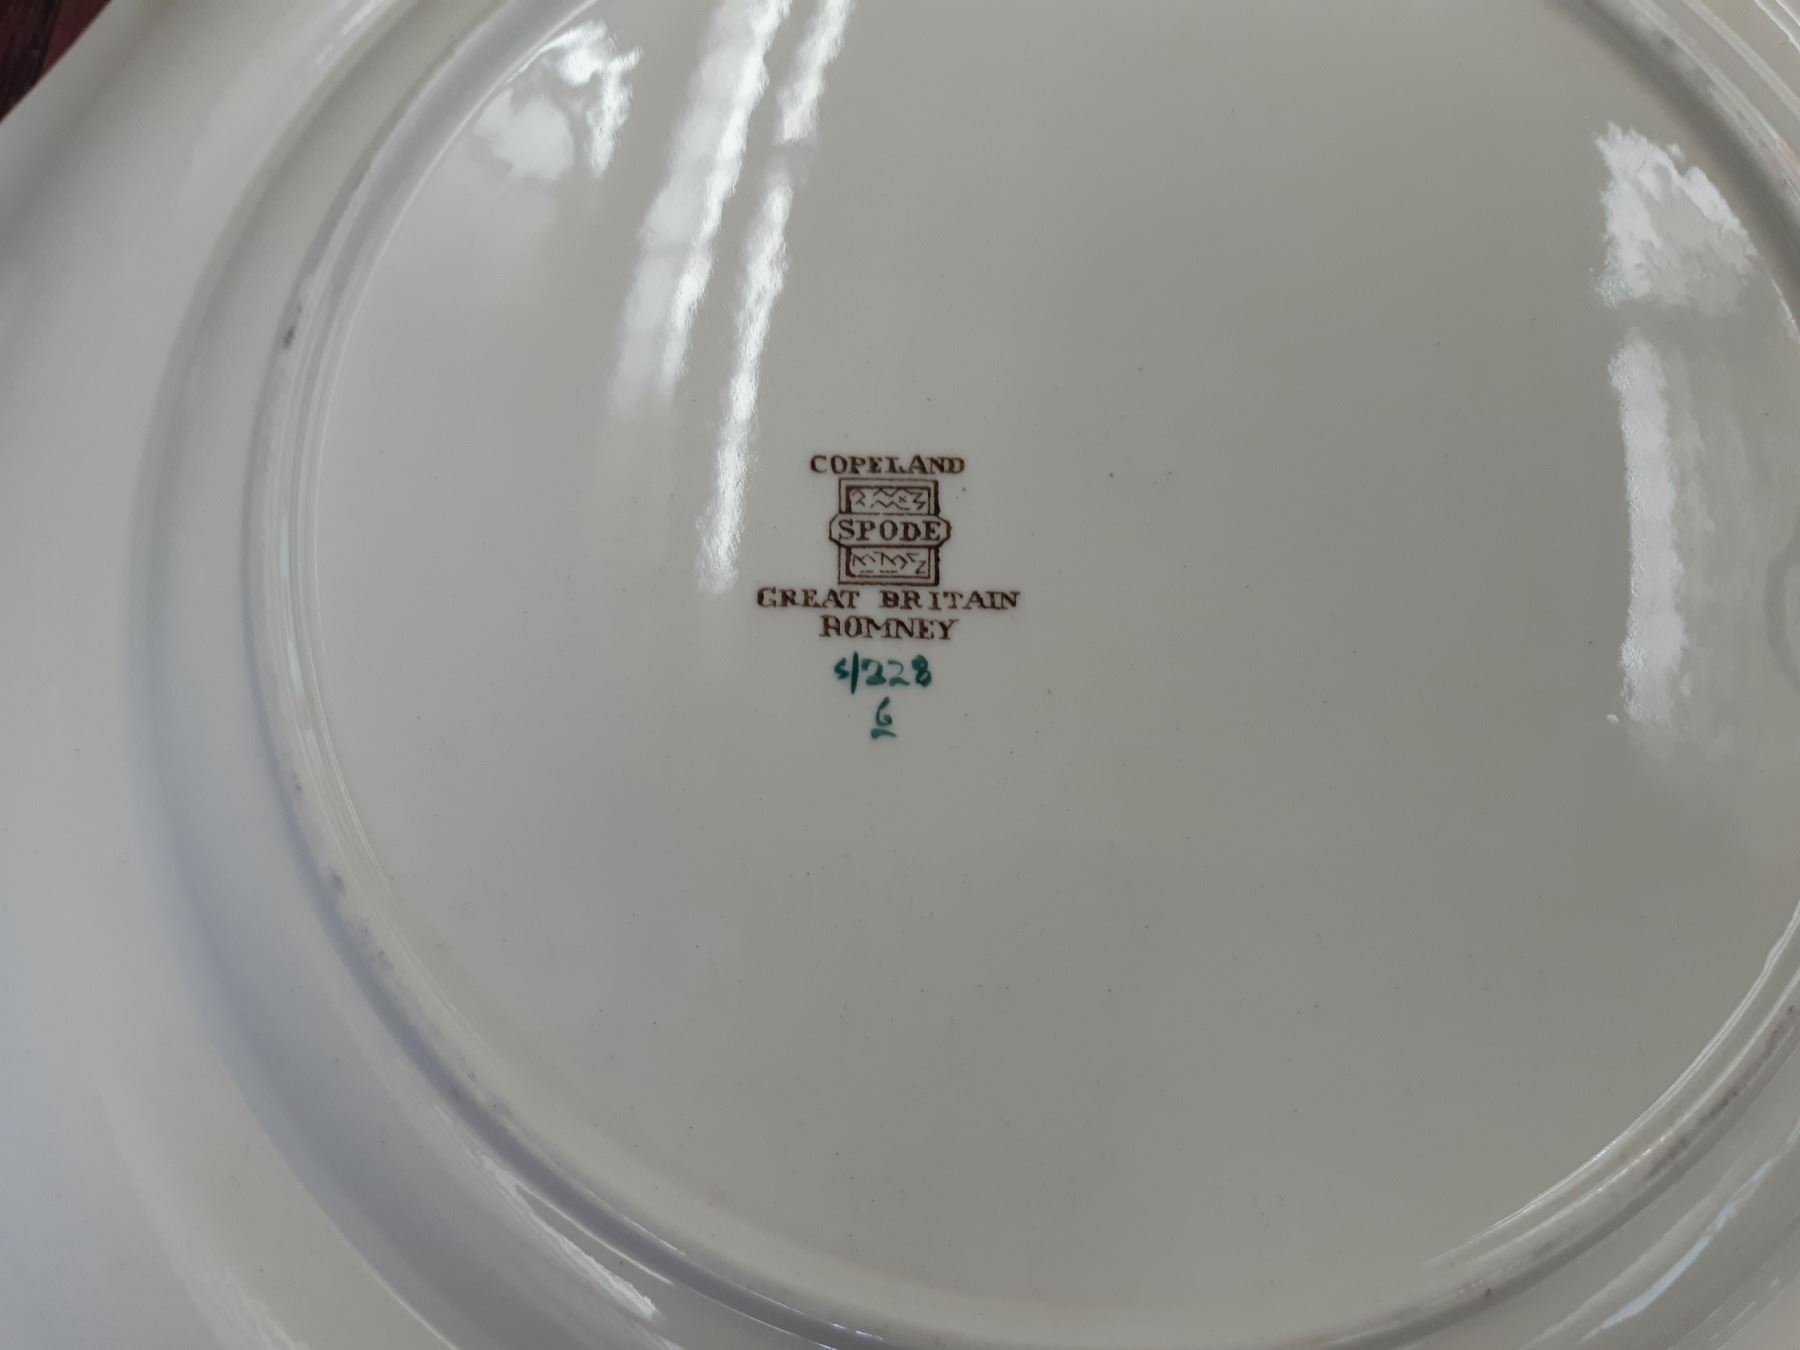 COPELAND
SPODE
GREAT BRITAIN
ROMNEY
S/228
6